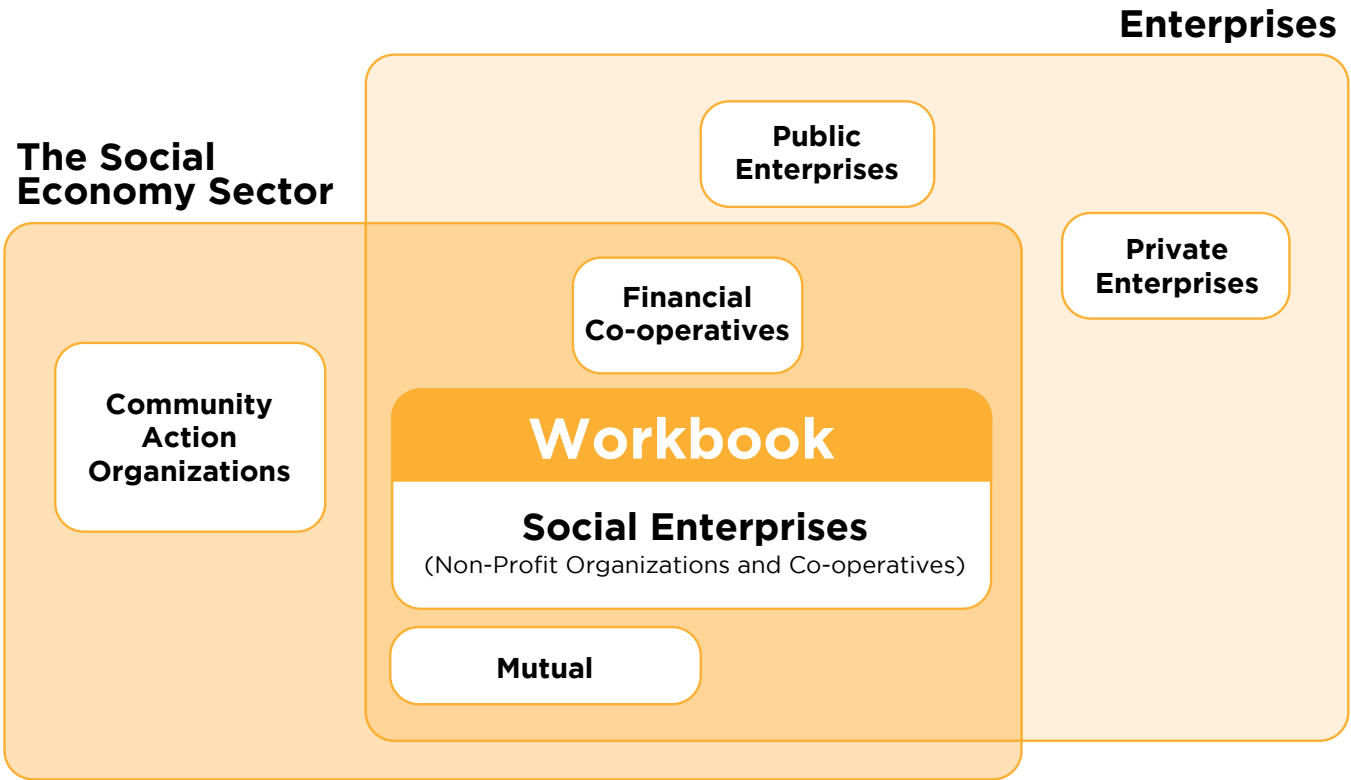 Enterprises
Public
Enterprises
The Social
Economy Sector
Private
Enterprises
Financial
Co-operatives
Community
Action
Organizations
Workbook
Social Enterprises
(Non-Profit Organizations and Co-operatives)
Mutual